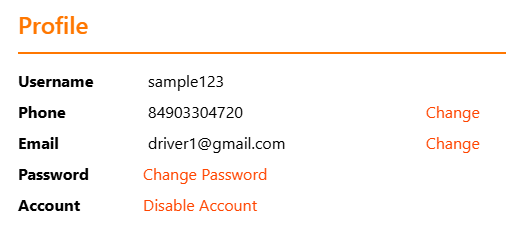 Profile
Username sample123
Phone 84903304720 Change
Email driver1@gmail.com Change
Password Change Password
Account Disable Account